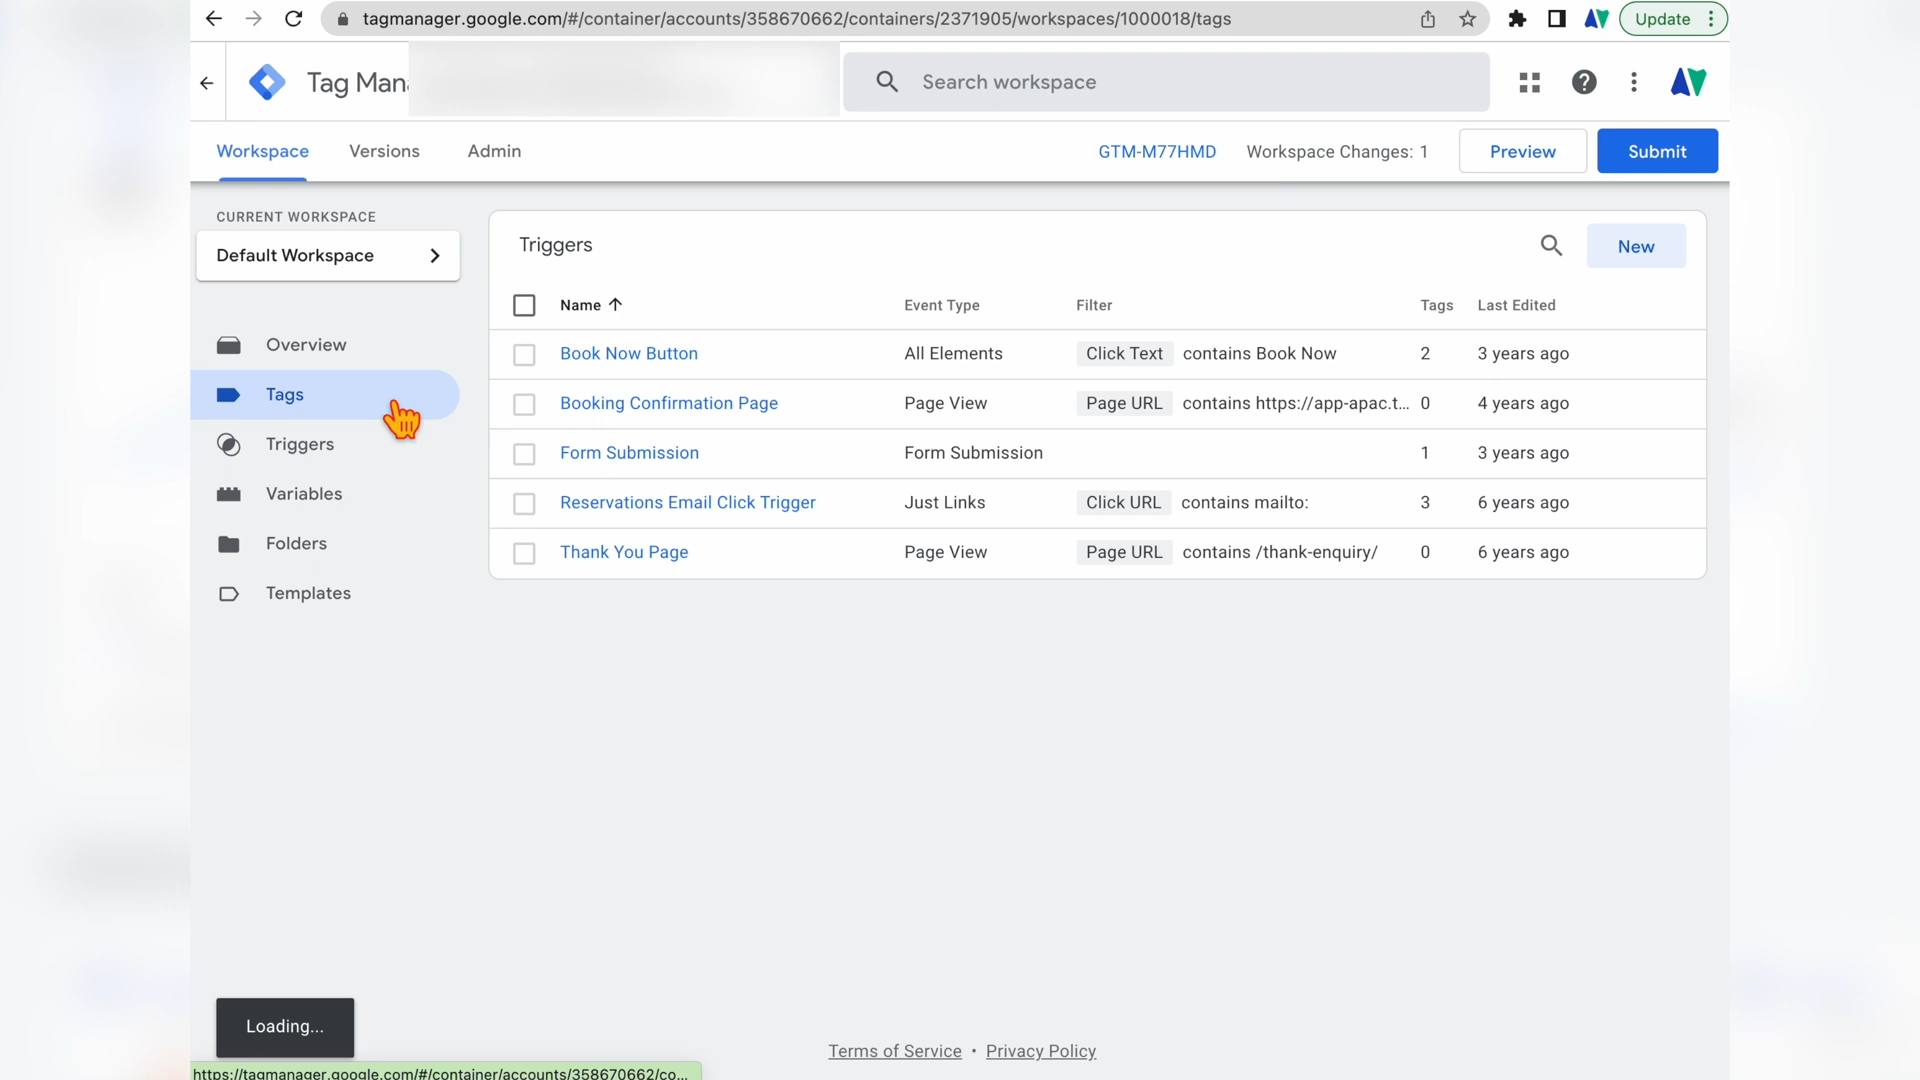 tagmanager.google.com/#/container/accounts/358670662/containers/2371905/workspaces/1000018/tags
Update
Tag Mana
Search workspace
Workspace Versions Admin
GTM-M77HMD Workspace Changes: 1 Preview Submit
CURRENT WORKSPACE
Default Workspace
Overview
Tags
Triggers
Variables
Folders
Templates
Triggers
New
Name Event Type Filter Tags Last Edited
Book Now Button All Elements Click Text contains Book Now 2 3 years ago
Booking Confirmation Page Page View Page URL contains https://app-apac.t... 0 4 years ago
Form Submission Form Submission 1 3 years ago
Reservations Email Click Trigger Just Links Click URL contains mailto: 3 6 years ago
Thank You Page Page View Page URL contains /thank-enquiry/ 0 6 years ago
Loading...
Terms of Service • Privacy Policy
https://tagmanager.google.com/#/container/accounts/358670662/co...